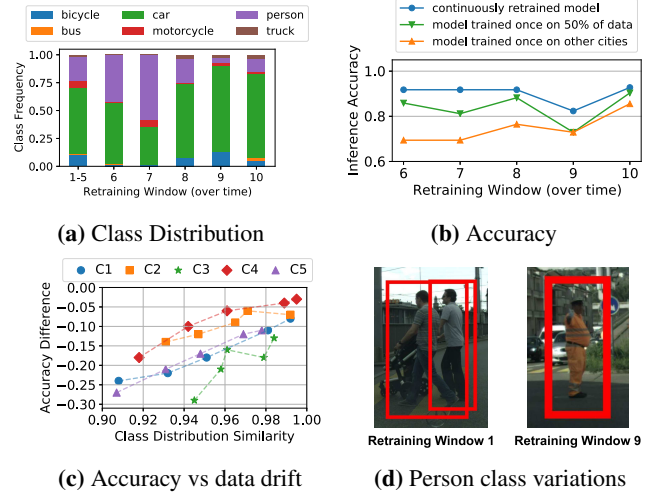 bicycle car person
bus motorcycle truck
1.00
0.75
0.50
0.25
0.00
Class Frequency
1-5 6 7 8 9 10
Retraining Window (over time)
(a) Class Distribution
continuously retrained model
model trained once on 50% of data
model trained once on other cities
1.0
0.8
0.6
Inference Accuracy
6 7 8 9 10
Retraining Window (over time)
(b) Accuracy
C1 C2 C3 C4 C5
0.00
−0.05
−0.10
−0.15
−0.20
−0.25
−0.30
Accuracy Difference
0.90 0.92 0.94 0.96 0.98 1.00
Class Distribution Similarity
(c) Accuracy vs data drift
Retraining Window 1 Retraining Window 9
(d) Person class variations